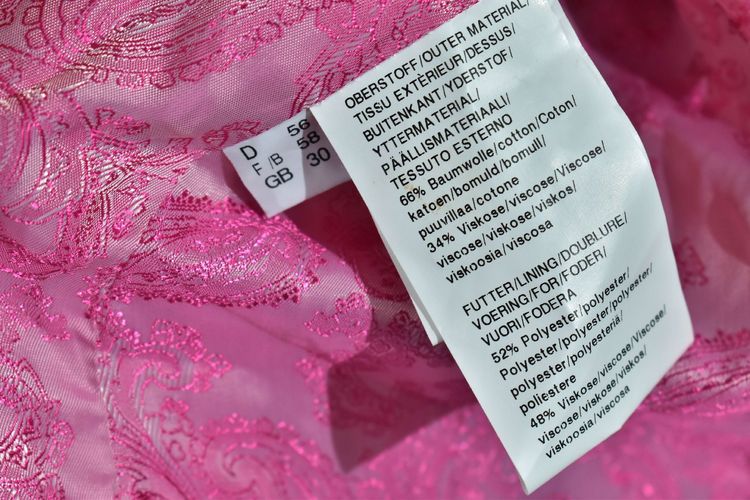 D 56
F/B 58
GB 30
OBERSTOFF/OUTER MATERIAL/
TISSU EXTÈRIEUR/DESSUS/
BUITENKANT/YDERSTOF/
YTTERMATERIAL/
PÄÄLLISMATERIAALI/
TESSUTO ESTERNO
66% Baumwolle/cotton/Coton/
katoen/bomuld/bomull/
puuvillaa/cotone
34% Viskose/viscose/Viscose/
viscose/viskose/viskos/
viskoosia/viscosa
FUTTER/LINING/DOUBLURE/
VOERING/FOR/FODER/
VUORI/FODERA
52% Polyester/polyester/
Polyester/polyester/polyester/
polyester/polyesteriä/
poliestere
48% Viskose/viscose/Viscose/
viscose/viskose/viskos/
viskoosia/viscosa